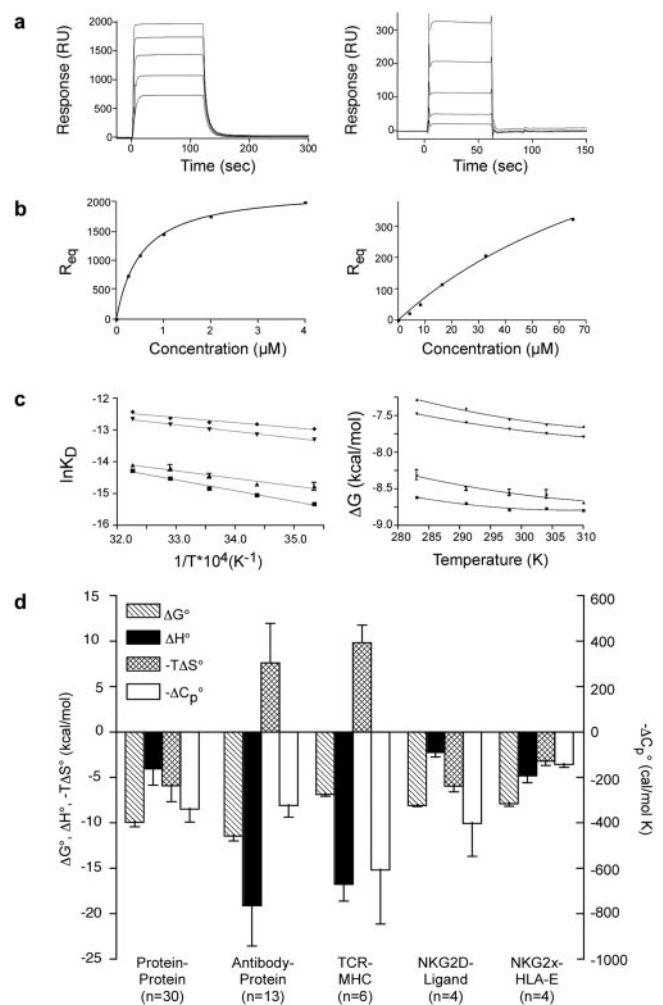 a
Response (RU)
2000
1500
1000
500
0
0
100
200
300
Time (sec)
Response (RU)
300
200
100
0
0
50
100
150
Time (sec)
b
Req
2000
1500
1000
500
0
0
1
2
3
4
Concentration (µM)
Req
300
200
100
0
0
10
20
30
40
50
60
70
Concentration (µM)
c
lnKD
-12
-13
-14
-15
-16
32.0
33.0
34.0
35.0
1/T*10⁴(K⁻¹)
ΔG (kcal/mol)
-7.5
-8.0
-8.5
-9.0
280
285
290
295
300
305
310
Temperature (K)
d
ΔG°, ΔH°, -TΔS° (kcal/mol)
15
10
5
0
-5
-10
-15
-20
-25
ΔG°
ΔH°
-TΔS°
-ΔCp°
600
400
200
0
-200
-400
-600
-800
-1000
-ΔCp° (cal/mol K)
Protein-
Protein
(n=30)
Antibody-
Protein
(n=13)
TCR-
MHC
(n=6)
NKG2D-
Ligand
(n=4)
NKG2x-
HLA-E
(n=4)